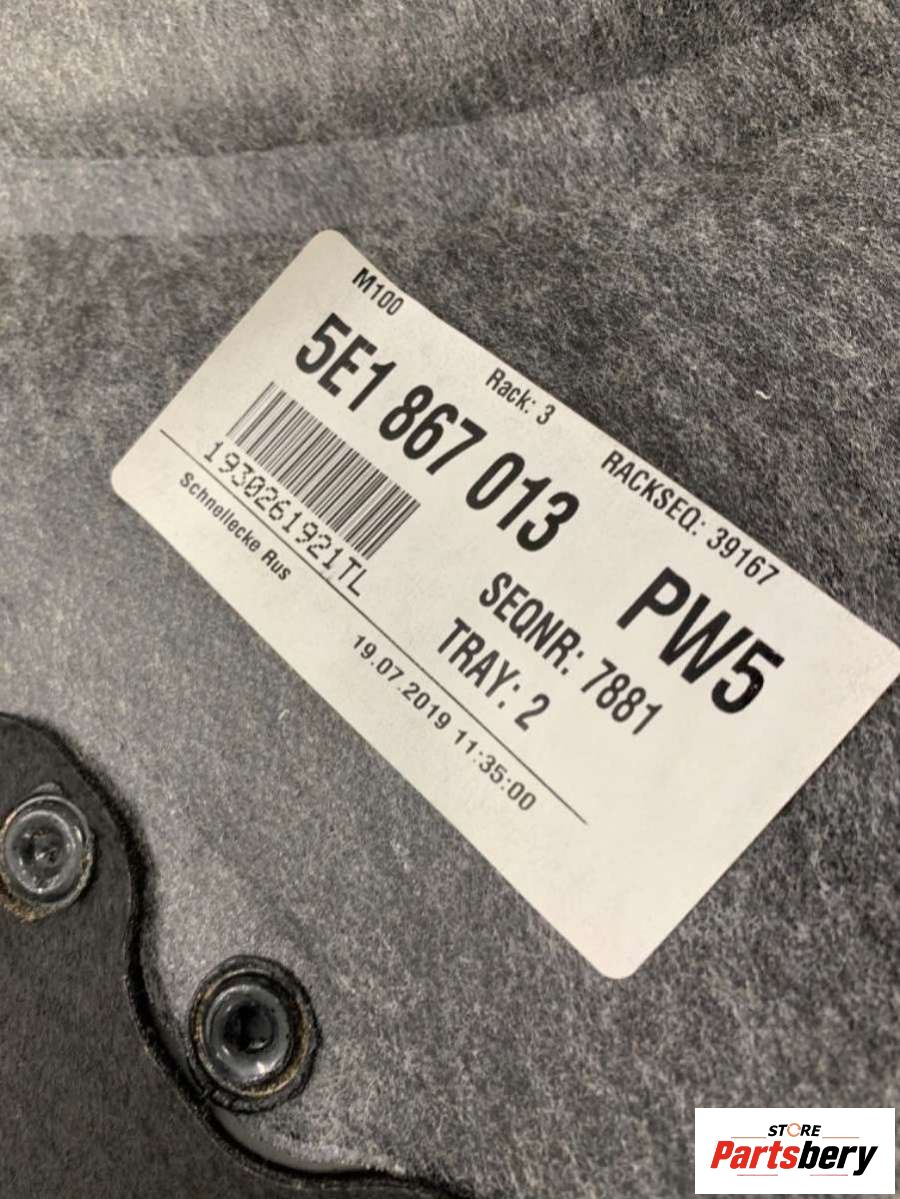 M100
Rack: 3
RACKSEQ: 39167
5E1 867 013
PW5
1930261921TL
SEQNR: 7881
TRAY: 2
Schnellecke Rus
19.07.2019 11:35:00
STORE
Partsbery